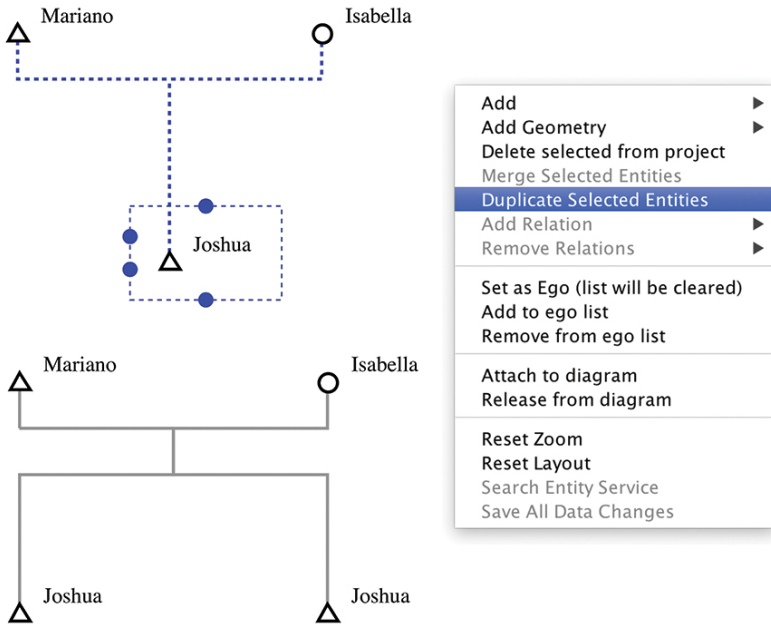 Mariano
Isabella
Joshua
Mariano
Isabella
Joshua
Joshua
Add
Add Geometry
Delete selected from project
Merge Selected Entities
Duplicate Selected Entities
Add Relation
Remove Relations
Set as Ego (list will be cleared)
Add to ego list
Remove from ego list
Attach to diagram
Release from diagram
Reset Zoom
Reset Layout
Search Entity Service
Save All Data Changes